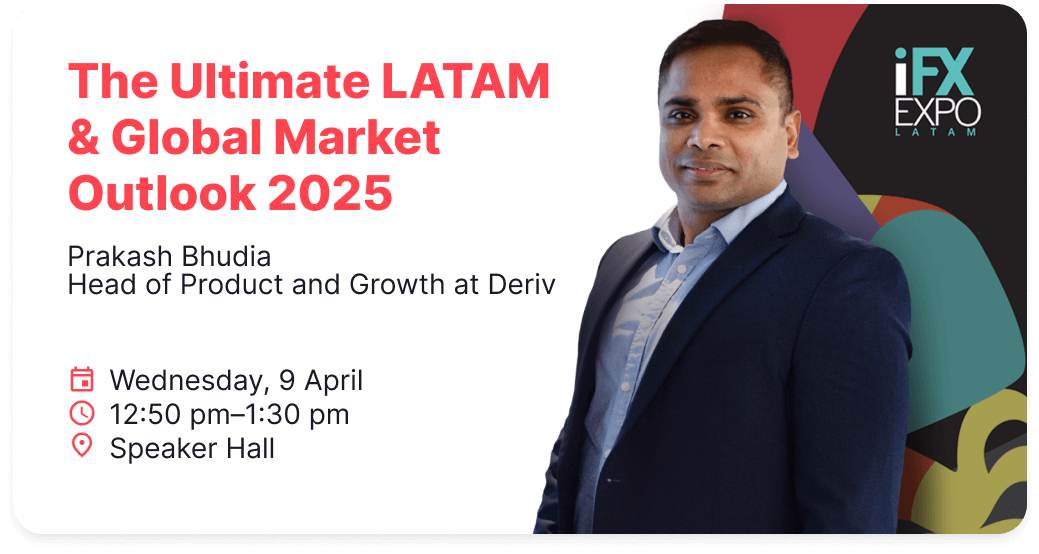 The Ultimate LATAM
& Global Market
Outlook 2025
Prakash Bhudia
Head of Product and Growth at Deriv
Wednesday, 9 April
12:50 pm–1:30 pm
Speaker Hall
iFX
EXPO
LATAM